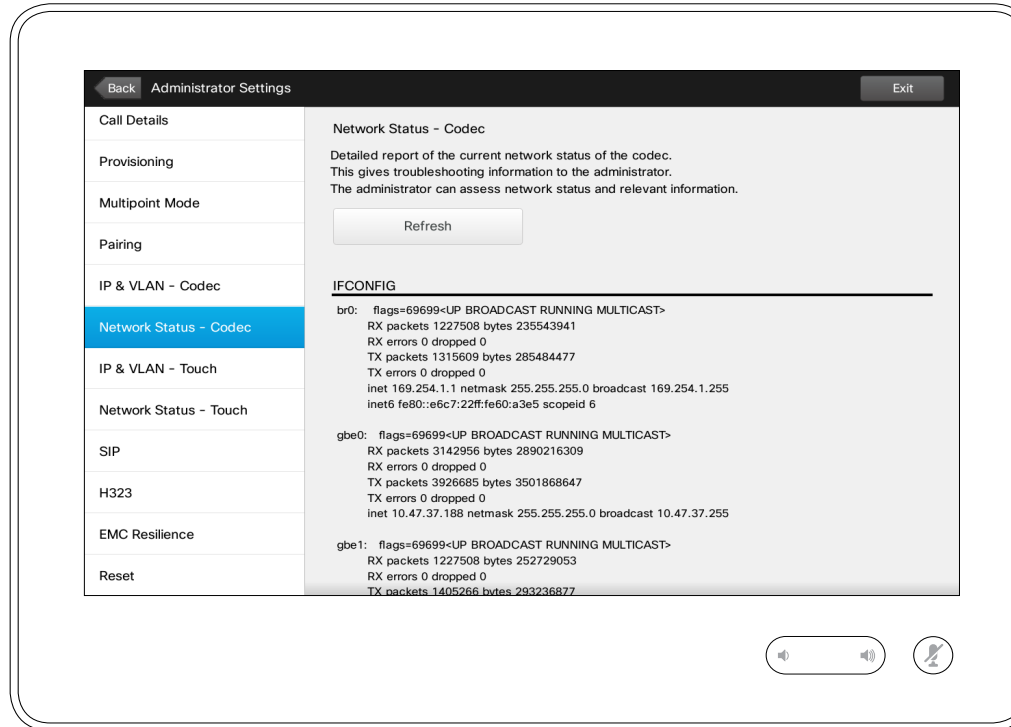 Back Administrator Settings Exit
Call Details
Provisioning
Multipoint Mode
Pairing
IP & VLAN - Codec
Network Status - Codec
IP & VLAN - Touch
Network Status - Touch
SIP
H323
EMC Resilience
Reset
Network Status - Codec
Detailed report of the current network status of the codec.
This gives troubleshooting information to the administrator.
The administrator can assess network status and relevant information.
Refresh
IFCONFIG
br0: flags=69699<UP BROADCAST RUNNING MULTICAST>
RX packets 1227508 bytes 235543941
RX errors 0 dropped 0
TX packets 1315609 bytes 285484477
TX errors 0 dropped 0
inet 169.254.1.1 netmask 255.255.255.0 broadcast 169.254.1.255
inet6 fe80::e6c7:22ff:fe60:a3e5 scopeid 6
gbe0: flags=69699<UP BROADCAST RUNNING MULTICAST>
RX packets 3142956 bytes 2890216309
RX errors 0 dropped 0
TX packets 3926685 bytes 3501868647
TX errors 0 dropped 0
inet 10.47.37.188 netmask 255.255.255.0 broadcast 10.47.37.255
gbe1: flags=69699<UP BROADCAST RUNNING MULTICAST>
RX packets 1227508 bytes 252729053
RX errors 0 dropped 0
TX packets 1405266 bytes 293236877